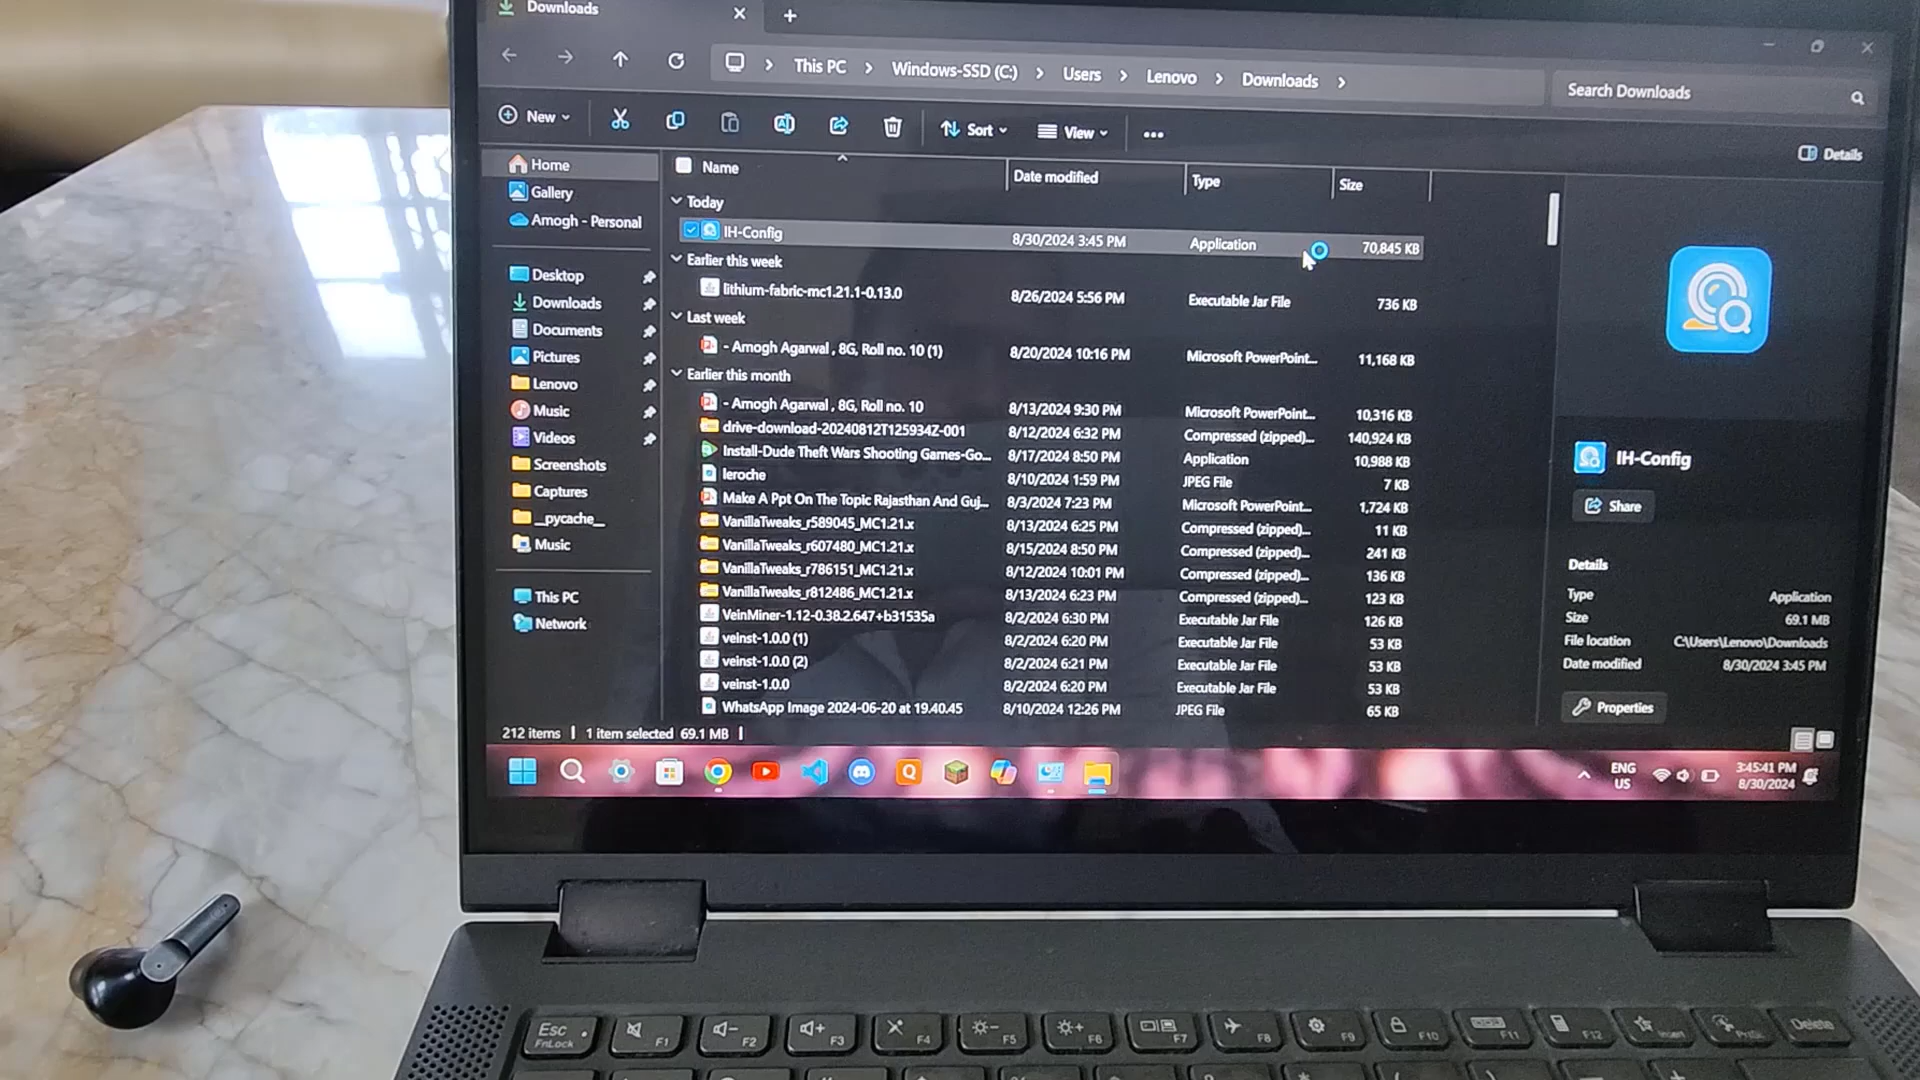 Downloads
This PC > Windows-SSD (C:) > Users > Lenovo > Downloads >
Search Downloads
New
Sort
View
Details
Home
Gallery
Amogh - Personal
Desktop
Downloads
Documents
Pictures
Lenovo
Music
Videos
Screenshots
Captures
__pycache__
Music
This PC
Network
Name Date modified Type Size
Today
IH-Config 8/30/2024 3:45 PM Application 70,845 KB
Earlier this week
lithium-fabric-mc1.21.1-0.13.0 8/26/2024 5:56 PM Executable Jar File 736 KB
Last week
- Amogh Agarwal , 8G, Roll no. 10 (1) 8/20/2024 10:16 PM Microsoft PowerPoint... 11,168 KB
Earlier this month
- Amogh Agarwal , 8G, Roll no. 10 8/13/2024 9:30 PM Microsoft PowerPoint... 10,316 KB
drive-download-20240812T125934Z-001 8/12/2024 6:32 PM Compressed (zipped)... 140,924 KB
Install-Dude Theft Wars Shooting Games-Go... 8/17/2024 8:50 PM Application 10,988 KB
leroche 8/10/2024 1:59 PM JPEG File 7 KB
Make A Ppt On The Topic Rajasthan And Guj... 8/3/2024 7:23 PM Microsoft PowerPoint... 1,724 KB
VanillaTweaks_r589045_MC1.21.x 8/13/2024 6:25 PM Compressed (zipped)... 11 KB
VanillaTweaks_r607480_MC1.21.x 8/15/2024 8:50 PM Compressed (zipped)... 241 KB
VanillaTweaks_r786151_MC1.21.x 8/12/2024 10:01 PM Compressed (zipped)... 136 KB
VanillaTweaks_r812486_MC1.21.x 8/13/2024 6:23 PM Compressed (zipped)... 123 KB
VeinMiner-1.12-0.38.2.647+b31535a 8/2/2024 6:30 PM Executable Jar File 126 KB
veinst-1.0.0 (1) 8/2/2024 6:20 PM Executable Jar File 53 KB
veinst-1.0.0 (2) 8/2/2024 6:21 PM Executable Jar File 53 KB
veinst-1.0.0 8/2/2024 6:20 PM Executable Jar File 53 KB
WhatsApp Image 2024-06-20 at 19.40.45 8/10/2024 12:26 PM JPEG File 65 KB
IH-Config
Share
Details
Type Application
Size 69.1 MB
File location C:\Users\Lenovo\Downloads
Date modified 8/30/2024 3:45 PM
Properties
212 items | 1 item selected 69.1 MB |
ENG
US
3:45:41 PM
8/30/2024
Esc
FnLock
F1
F2
F3
F4
F5
F6
F7
F8
F9
F10
F11
F12
Insert
PrtSc
Delete